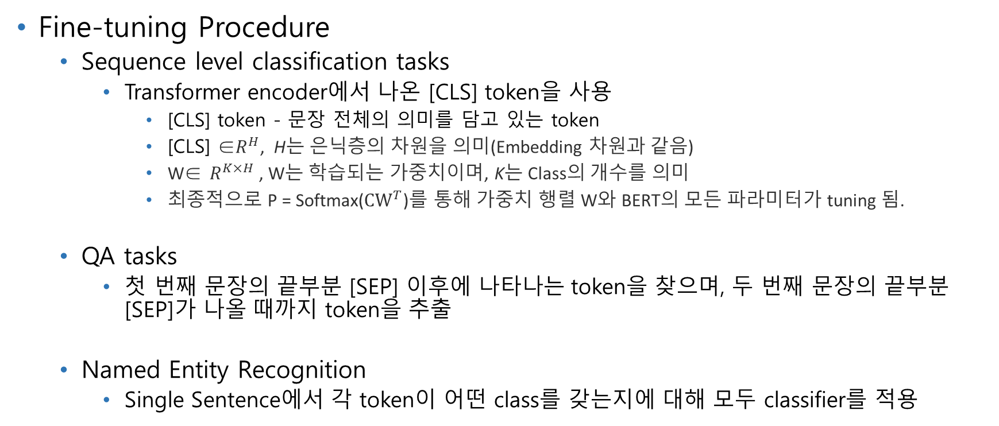 • Fine-tuning Procedure
• Sequence level classification tasks
• Transformer encoder에서 나온 [CLS] token을 사용
• [CLS] token - 문장 전체의 의미를 담고 있는 token
• [CLS] ∈R^H, H는 은닉층의 차원을 의미(Embedding 차원과 같음)
• W∈ R^{K×H} , W는 학습되는 가중치이며, K는 Class의 개수를 의미
• 최종적으로 P = Softmax(CW^T)를 통해 가중치 행렬 W와 BERT의 모든 파라미터가 tuning 됨.
• QA tasks
• 첫 번째 문장의 끝부분 [SEP] 이후에 나타나는 token을 찾으며, 두 번째 문장의 끝부분
[SEP]가 나올 때까지 token을 추출
• Named Entity Recognition
• Single Sentence에서 각 token이 어떤 class를 갖는지에 대해 모두 classifier를 적용